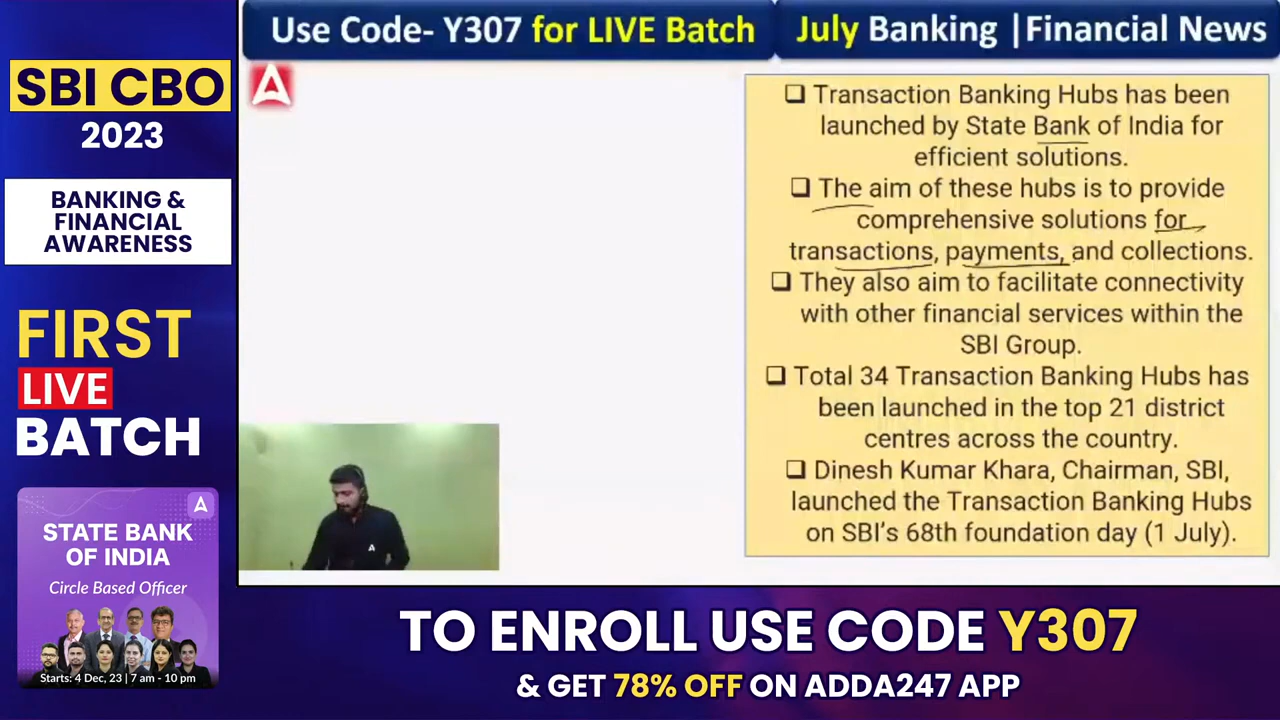 Use Code- Y307 for LIVE Batch
July Banking |Financial News
SBI CBO
2023
BANKING &
FINANCIAL
AWARENESS
FIRST
LIVE
BATCH
STATE BANK
OF INDIA
Circle Based Officer
Starts: 4 Dec, 23 | 7 am - 10 pm
❑ Transaction Banking Hubs has been
launched by State Bank of India for
efficient solutions.
❑ The aim of these hubs is to provide
comprehensive solutions for
transactions, payments, and collections.
❑ They also aim to facilitate connectivity
with other financial services within the
SBI Group.
❑ Total 34 Transaction Banking Hubs has
been launched in the top 21 district
centres across the country.
❑ Dinesh Kumar Khara, Chairman, SBI,
launched the Transaction Banking Hubs
on SBI's 68th foundation day (1 July).
TO ENROLL USE CODE Y307
& GET 78% OFF ON ADDA247 APP